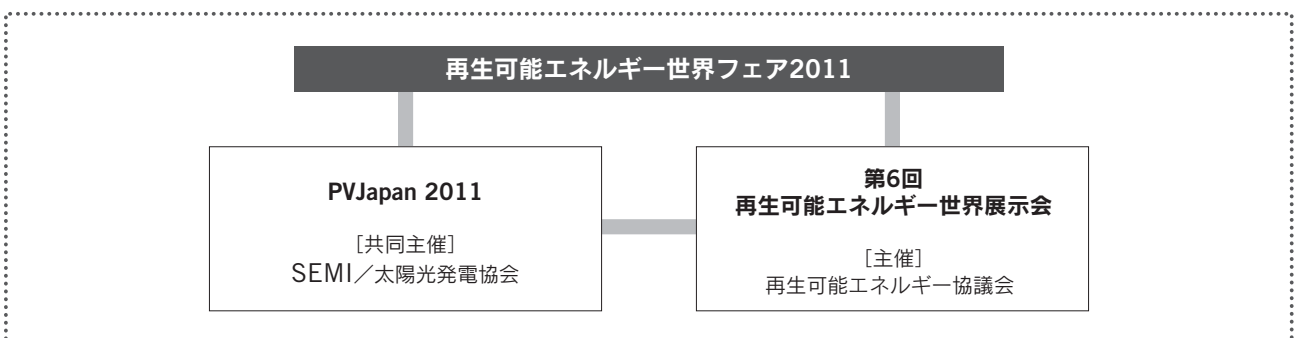 再生可能エネルギー世界フェア2011
PVJapan 2011
［共同主催］
SEMI／太陽光発電協会
第6回
再生可能エネルギー世界展示会
［主催］
再生可能エネルギー協議会